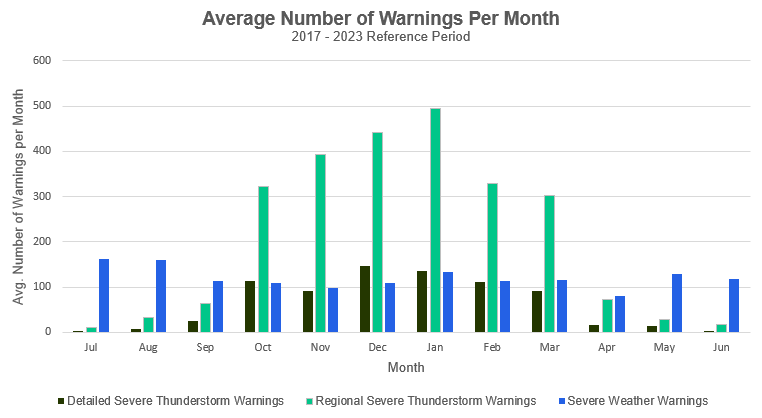 Average Number of Warnings Per Month
2017 - 2023 Reference Period
Avg. Number of Warnings per Month
600
500
400
300
200
100
0
Jul Aug Sep Oct Nov Dec Jan Feb Mar Apr May Jun
Month
Detailed Severe Thunderstorm Warnings Regional Severe Thunderstorm Warnings Severe Weather Warnings